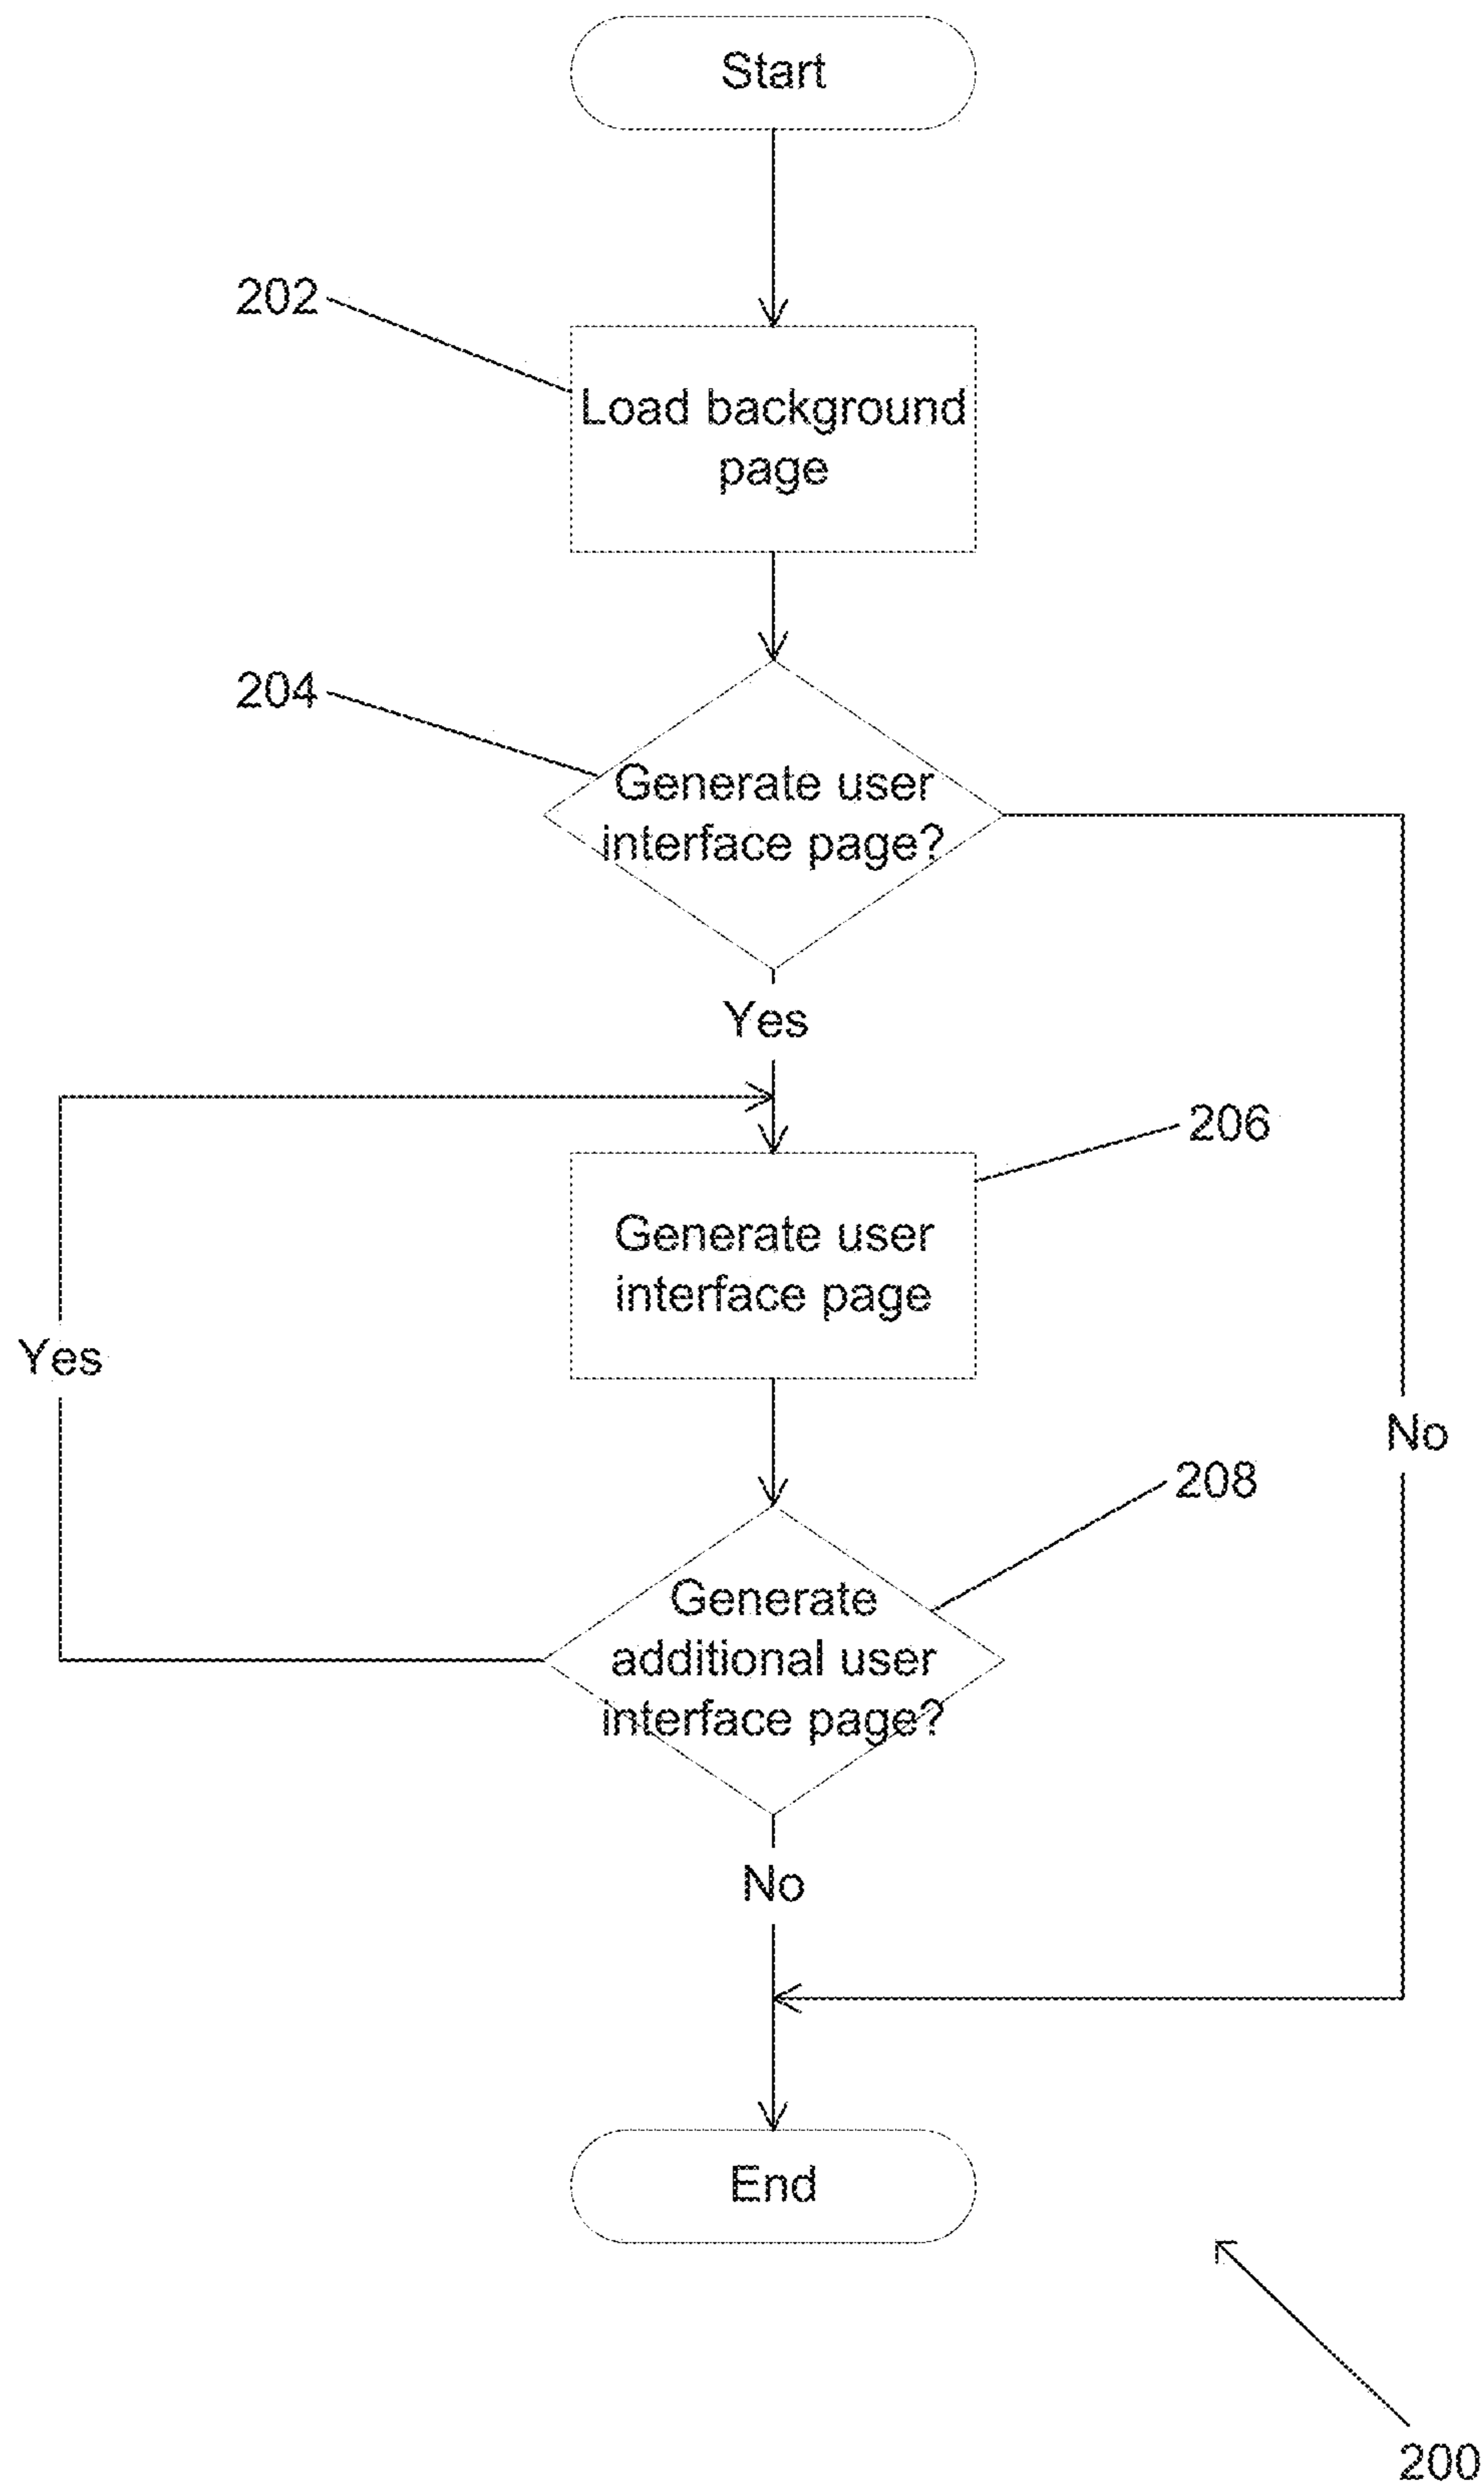 Start
202
Load background
page
204
Generate user
interface page?
Yes
206
Generate user
interface page
Yes
No
208
Generate
additional user
interface page?
No
End
200